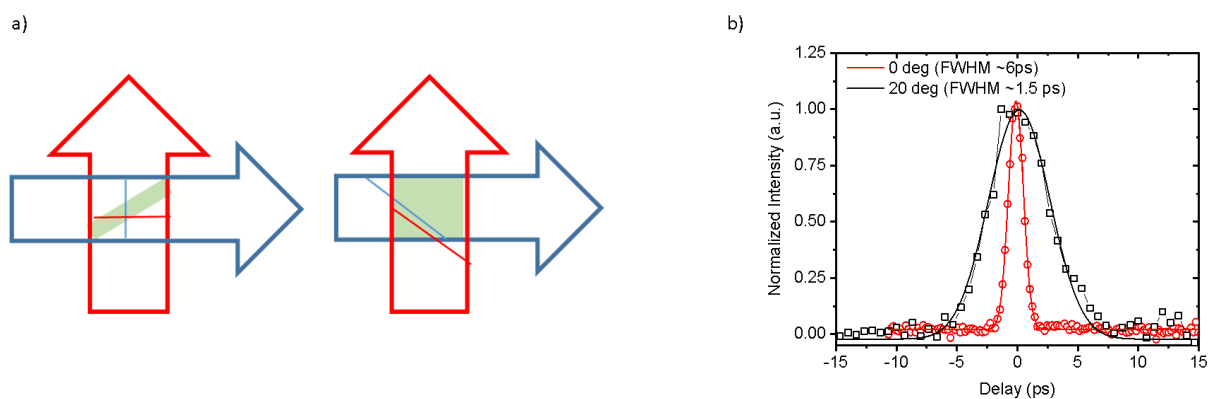 a)
b)
0 deg (FWHM ~6ps)
20 deg (FWHM ~1.5 ps)
Normalized Intensity (a.u.)
1.25
1.00
0.75
0.50
0.25
0.00
-15 -10 -5 0 5 10 15
Delay (ps)